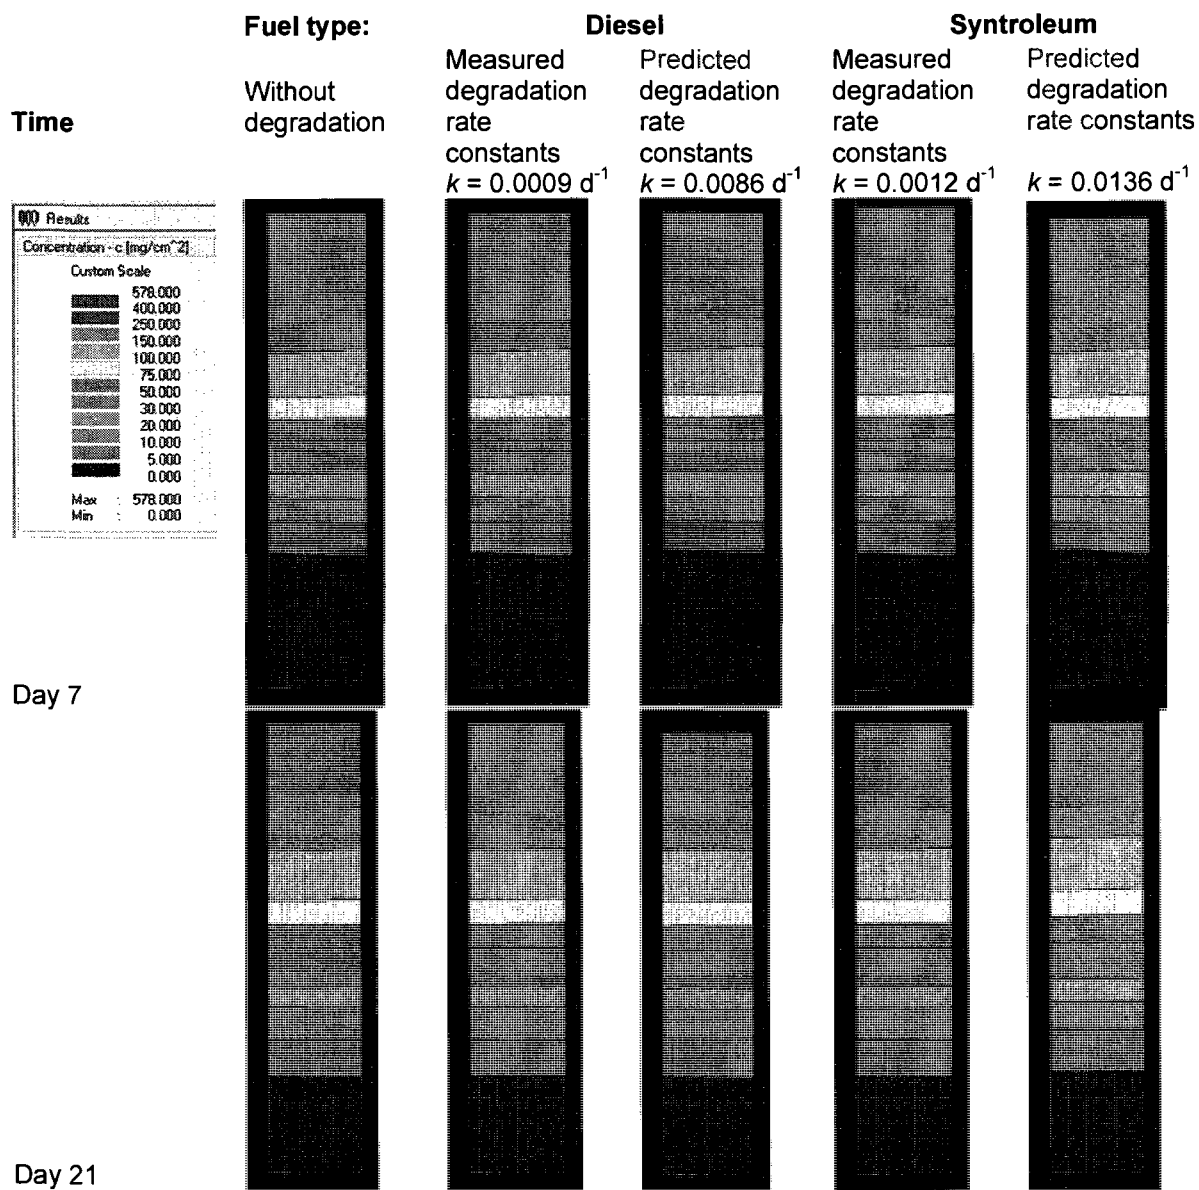 Fuel type:
Diesel
Syntroleum
Time
Without
degradation
Measured
degradation
rate
constants
k = 0.0009 d⁻¹
Predicted
degradation
rate
constants
k = 0.0086 d⁻¹
Measured
degradation
rate
constants
k = 0.0012 d⁻¹
Predicted
degradation
rate constants
k = 0.0136 d⁻¹
Results
Concentration - c [mg/cm^2]
Custom Scale
578.000
400.000
250.000
150.000
100.000
75.000
50.000
30.000
20.000
10.000
5.000
0.000
Max : 578.000
Min : 0.000
Day 7
Day 21